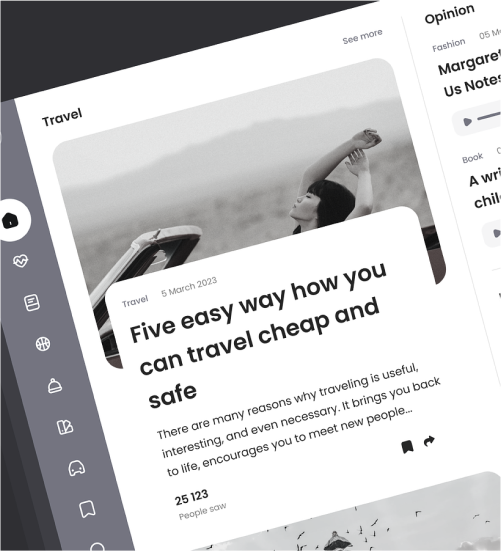 See more
Travel
Travel 5 March 2023
Five easy way how you
can travel cheap and
safe
There are many reasons why traveling is useful,
interesting, and even necessary. It brings you back
to life, encourages you to meet new people...
25 123
People saw
Opinion
Fashion 05 M
Margaret
Us Notes
Book
A wri
chil